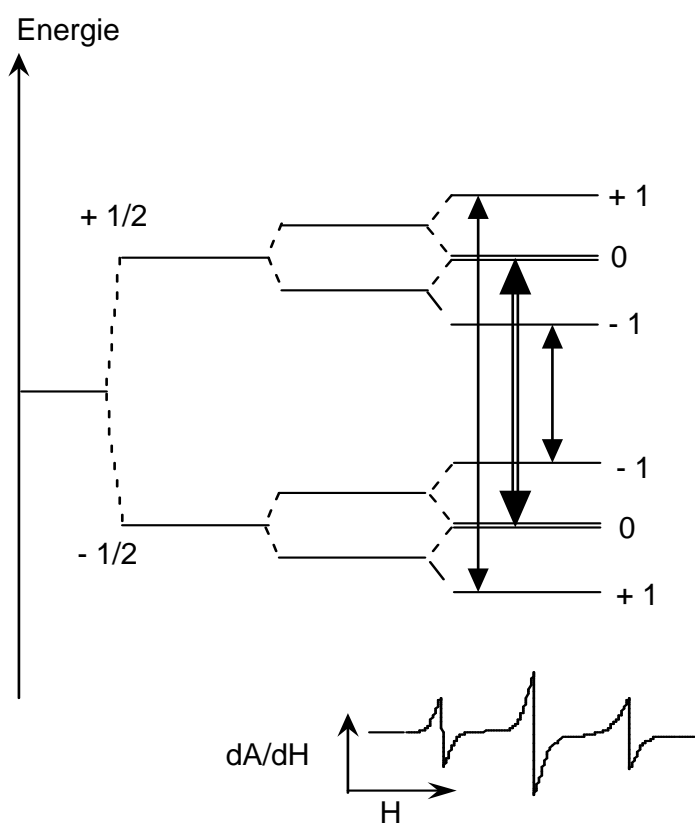 Energie
+ 1
+ 1/2
0
- 1
- 1
0
- 1/2
+ 1
dA/dH
H